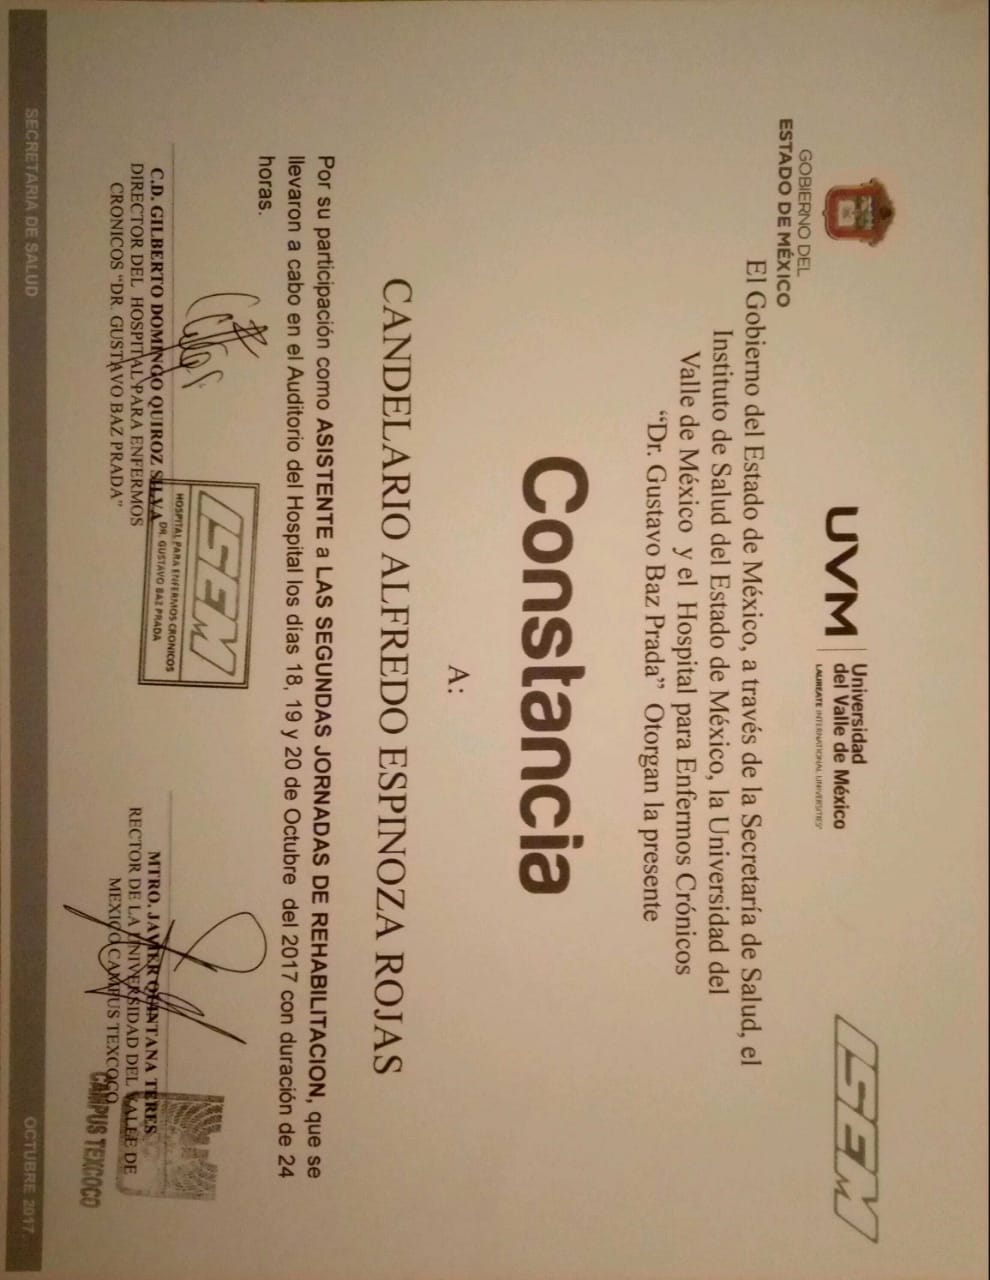 GOBIERNO DEL
ESTADO DE MÉXICO
UVM
Universidad
del Valle de México
LAUREATE INTERNATIONAL UNIVERSITIES®
ISEM
El Gobierno del Estado de México, a través de la Secretaría de Salud, el
Instituto de Salud del Estado de México, la Universidad del
Valle de México y el Hospital para Enfermos Crónicos
“Dr. Gustavo Baz Prada” Otorgan la presente
Constancia
A:
CANDELARIO ALFREDO ESPINOZA ROJAS
Por su participación como ASISTENTE a LAS SEGUNDAS JORNADAS DE REHABILITACION, que se
llevaron a cabo en el Auditorio del Hospital los días 18, 19 y 20 de Octubre del 2017 con duración de 24
horas.
ISEM
HOSPITAL PARA ENFERMOS CRONICOS
DR. GUSTAVO BAZ PRADA
C.D. GILBERTO DOMINGO QUIROZ SILVA
DIRECTOR DEL HOSPITAL PARA ENFERMOS
CRONICOS “DR. GUSTAVO BAZ PRADA”
MTRO. JAVIER QUINTANA TERES
RECTOR DE LA UNIVERSIDAD DEL VALLE DE
MEXICO CAMPUS TEXCOCO
CAMPUS TEXCOCO
SECRETARIA DE SALUD
OCTUBRE 2017.